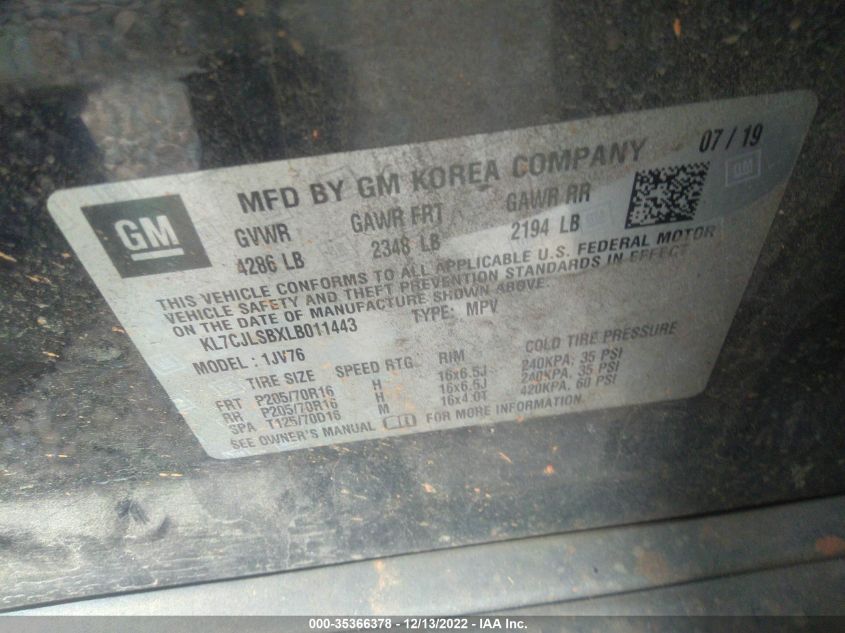 07 / 19
MFD BY GM KOREA COMPANY
GM
GM
GVWR GAWR FRT GAWR RR
4286 LB 2348 LB 2194 LB
THIS VEHICLE CONFORMS TO ALL APPLICABLE U.S. FEDERAL MOTOR
VEHICLE SAFETY AND THEFT PREVENTION STANDARDS IN EFFECT
ON THE DATE OF MANUFACTURE SHOWN ABOVE.
KL7CJLSBXLB011443 TYPE: MPV
MODEL: 1JV76
TIRE SIZE SPEED RTG RIM COLD TIRE PRESSURE
FRT P205/70R16 H 16x6.5J 240KPA, 35 PSI
RR P205/70R16 H 16x6.5J 240KPA, 35 PSI
SPA T125/70D16 M 16x4.0T 420KPA, 60 PSI
SEE OWNER'S MANUAL FOR MORE INFORMATION.
000-35366378 - 12/13/2022 - IAA Inc.